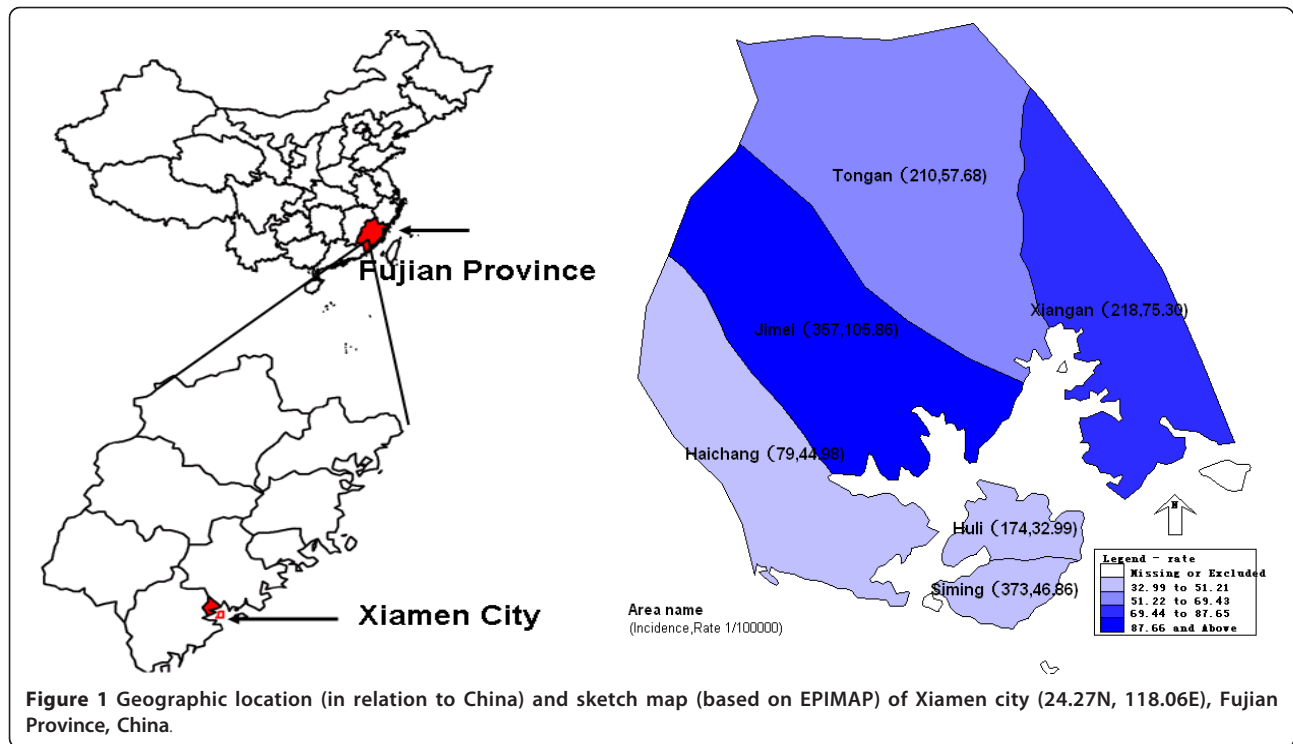 Fujian Province
Xiamen City
Tongan (210,57.68)
Xiangan (218,75.30)
Jimei (357,105.86)
Haichang (79,44.98)
Huli (174,32.99)
Siming (373,46.86)
N
Area name
(Incidence,Rate 1/100000)
Legend - rate
Missing or Excluded
32.99 to 51.21
51.22 to 69.43
69.44 to 87.65
87.66 and Above
Figure 1 Geographic location (in relation to China) and sketch map (based on EPIMAP) of Xiamen city (24.27N, 118.06E), Fujian
Province, China.